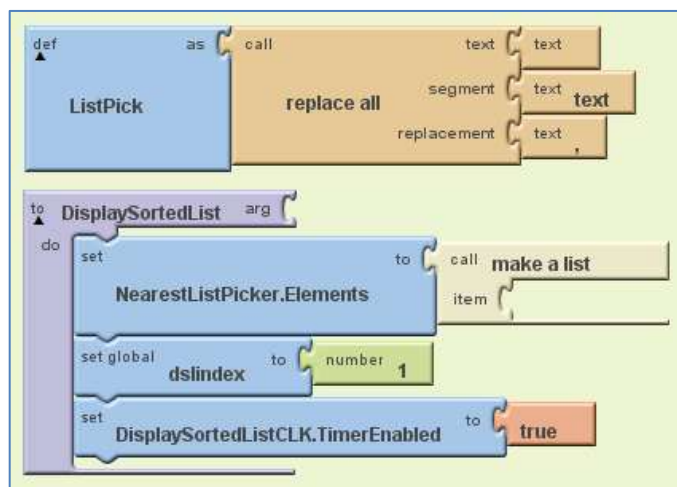 def as call text text
ListPick replace all segment text text
replacement text ,
to DisplaySortedList arg
do set to call make a list
NearestListPicker.Elements item
set global dslindex to number 1
set DisplaySortedListCLK.TimerEnabled to true